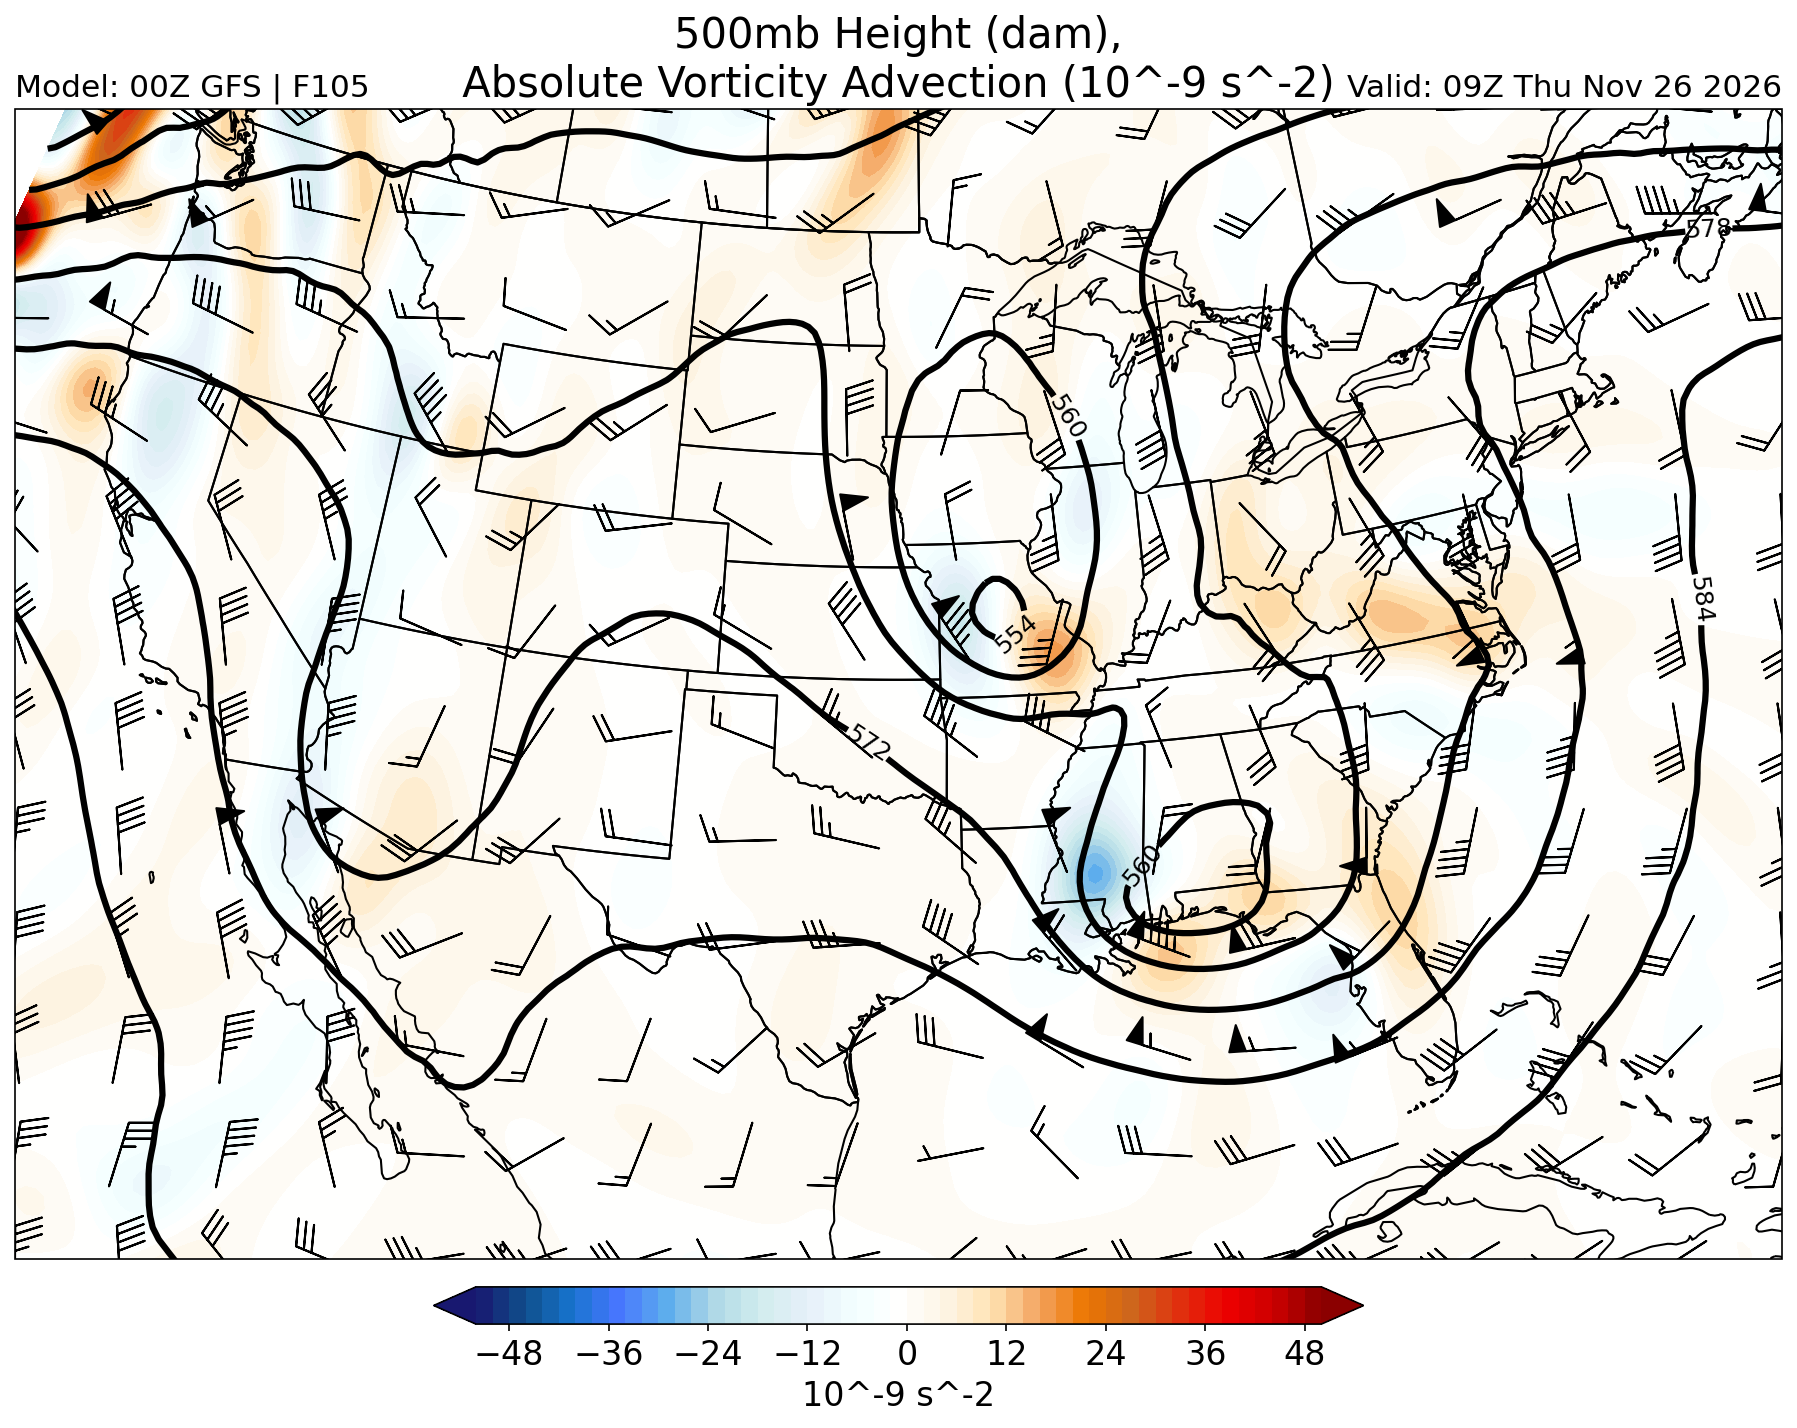 500mb Height (dam),
Model: 00Z GFS | F105
Absolute Vorticity Advection (10^-9 s^-2)
Valid: 09Z Thu Nov 26 2026
578
560
584
554
572
560
−48 −36 −24 −12 0 12 24 36 48
10^-9 s^-2